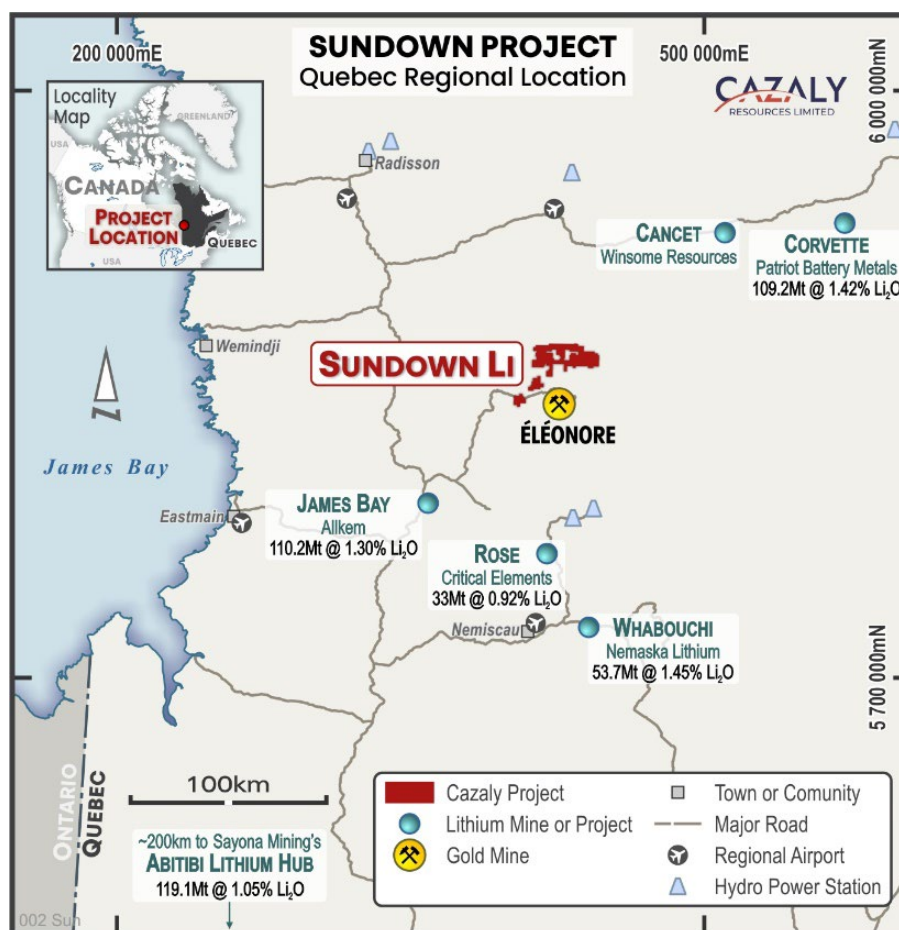 200 000mE
SUNDOWN PROJECT
Quebec Regional Location
500 000mE
6 000 000mN
CAZALY
RESOURCES LIMITED
Locality
Map
GREENLAND
USA
CANADA
PROJECT
LOCATION
QUEBEC
USA
Radisson
CANCET
Winsome Resources
CORVETTE
Patriot Battery Metals
109.2Mt @ 1.42% Li₂O
Wemindji
SUNDOWN LI
ÉLÉONORE
N
James Bay
Eastmain
JAMES BAY
Allkem
110.2Mt @ 1.30% Li₂O
ROSE
Critical Elements
33Mt @ 0.92% Li₂O
Nemiscau
WHABOUCHI
Nemaska Lithium
53.7Mt @ 1.45% Li₂O
5 700 000mN
ONTARIO
QUEBEC
100km
~200km to Sayona Mining's
ABITIBI LITHIUM HUB
119.1Mt @ 1.05% Li₂O
Cazaly Project
Lithium Mine or Project
Gold Mine
Town or Comunity
Major Road
Regional Airport
Hydro Power Station
002 Sun